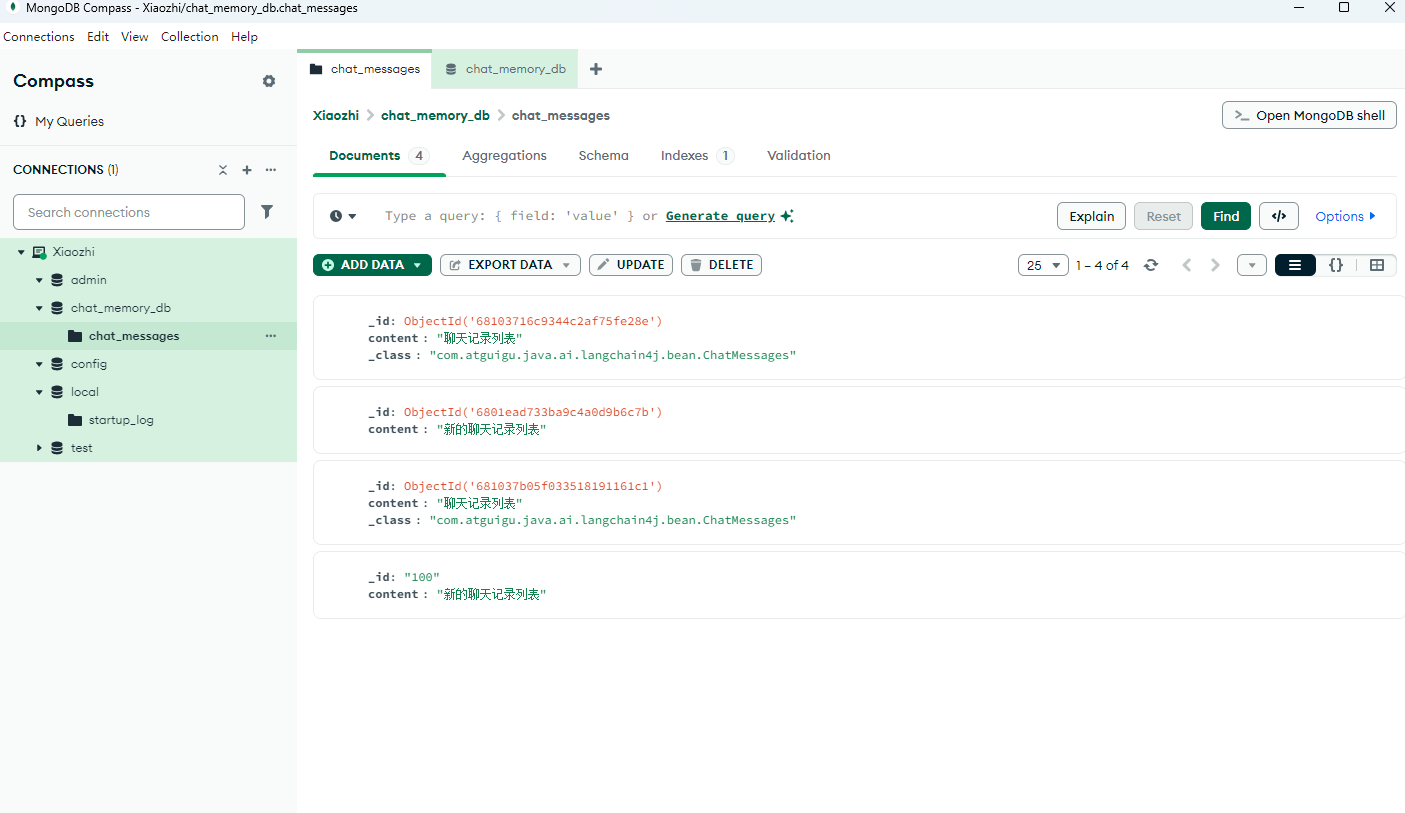 MongoDB Compass - Xiaozhi/chat_memory_db.chat_messages
Connections Edit View Collection Help
Compass
{} My Queries
CONNECTIONS (1)
Search connections
Xiaozhi
admin
chat_memory_db
chat_messages
config
local
startup_log
test
chat_messages chat_memory_db
Xiaozhi > chat_memory_db > chat_messages
>_ Open MongoDB shell
Documents 4 Aggregations Schema Indexes 1 Validation
Type a query: { field: 'value' } or Generate query
Explain Reset Find </> Options
ADD DATA EXPORT DATA UPDATE DELETE
25 1 – 4 of 4 {}
_id: ObjectId('68103716c9344c2af75fe28e')
content : "聊天记录列表"
_class : "com.atguigu.java.ai.langchain4j.bean.ChatMessages"
_id: ObjectId('6801ead733ba9c4a0d9b6c7b')
content : "新的聊天记录列表"
_id: ObjectId('681037b05f033518191161c1')
content : "聊天记录列表"
_class : "com.atguigu.java.ai.langchain4j.bean.ChatMessages"
_id: "100"
content : "新的聊天记录列表"